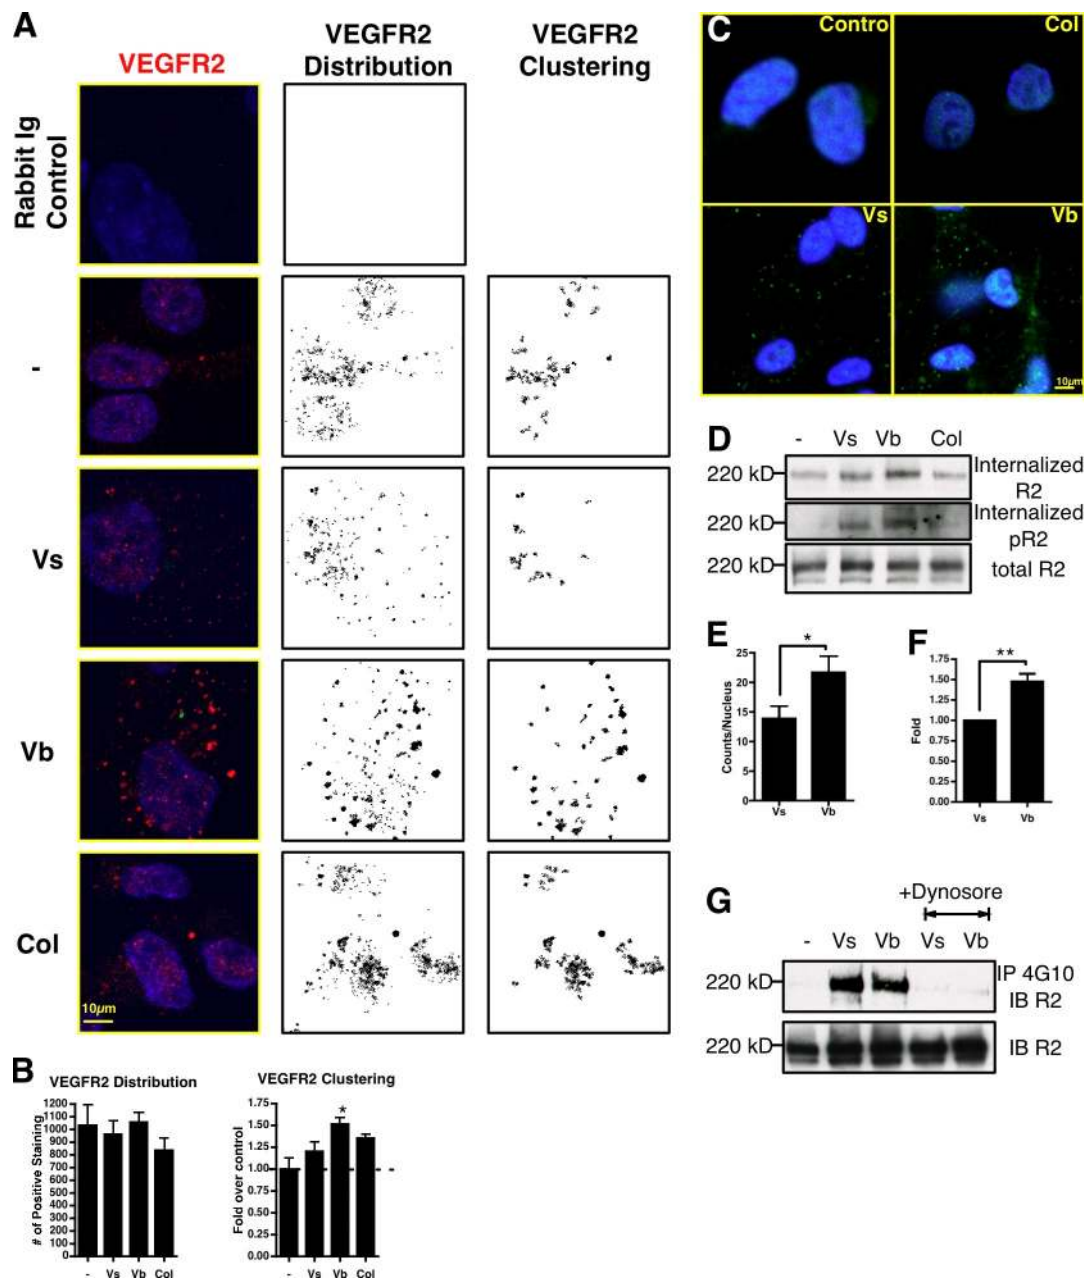 A
VEGFR2
VEGFR2
Distribution
VEGFR2
Clustering
Rabbit Ig
Control
-
Vs
Vb
Col
10µm
B
VEGFR2 Distribution
# of Positive Staining
1200
1100
1000
900
800
700
600
500
400
300
200
100
0
- Vs Vb Col
VEGFR2 Clustering
Fold over control
1.75
1.50
1.25
1.00
0.75
0.50
0.25
0.00
*
- Vs Vb Col
C
Contro
Col
Vs
Vb
10µm
D
- Vs Vb Col
220 kD
Internalized
R2
220 kD
Internalized
pR2
220 kD
total R2
E
Counts/Nucleus
25
20
15
10
5
0
*
Vs Vb
F
Fold
1.75
1.50
1.25
1.00
0.75
0.50
0.25
0.00
**
Vs Vb
G
+Dynosore
- Vs Vb Vs Vb
220 kD
IP 4G10
IB R2
220 kD
IB R2